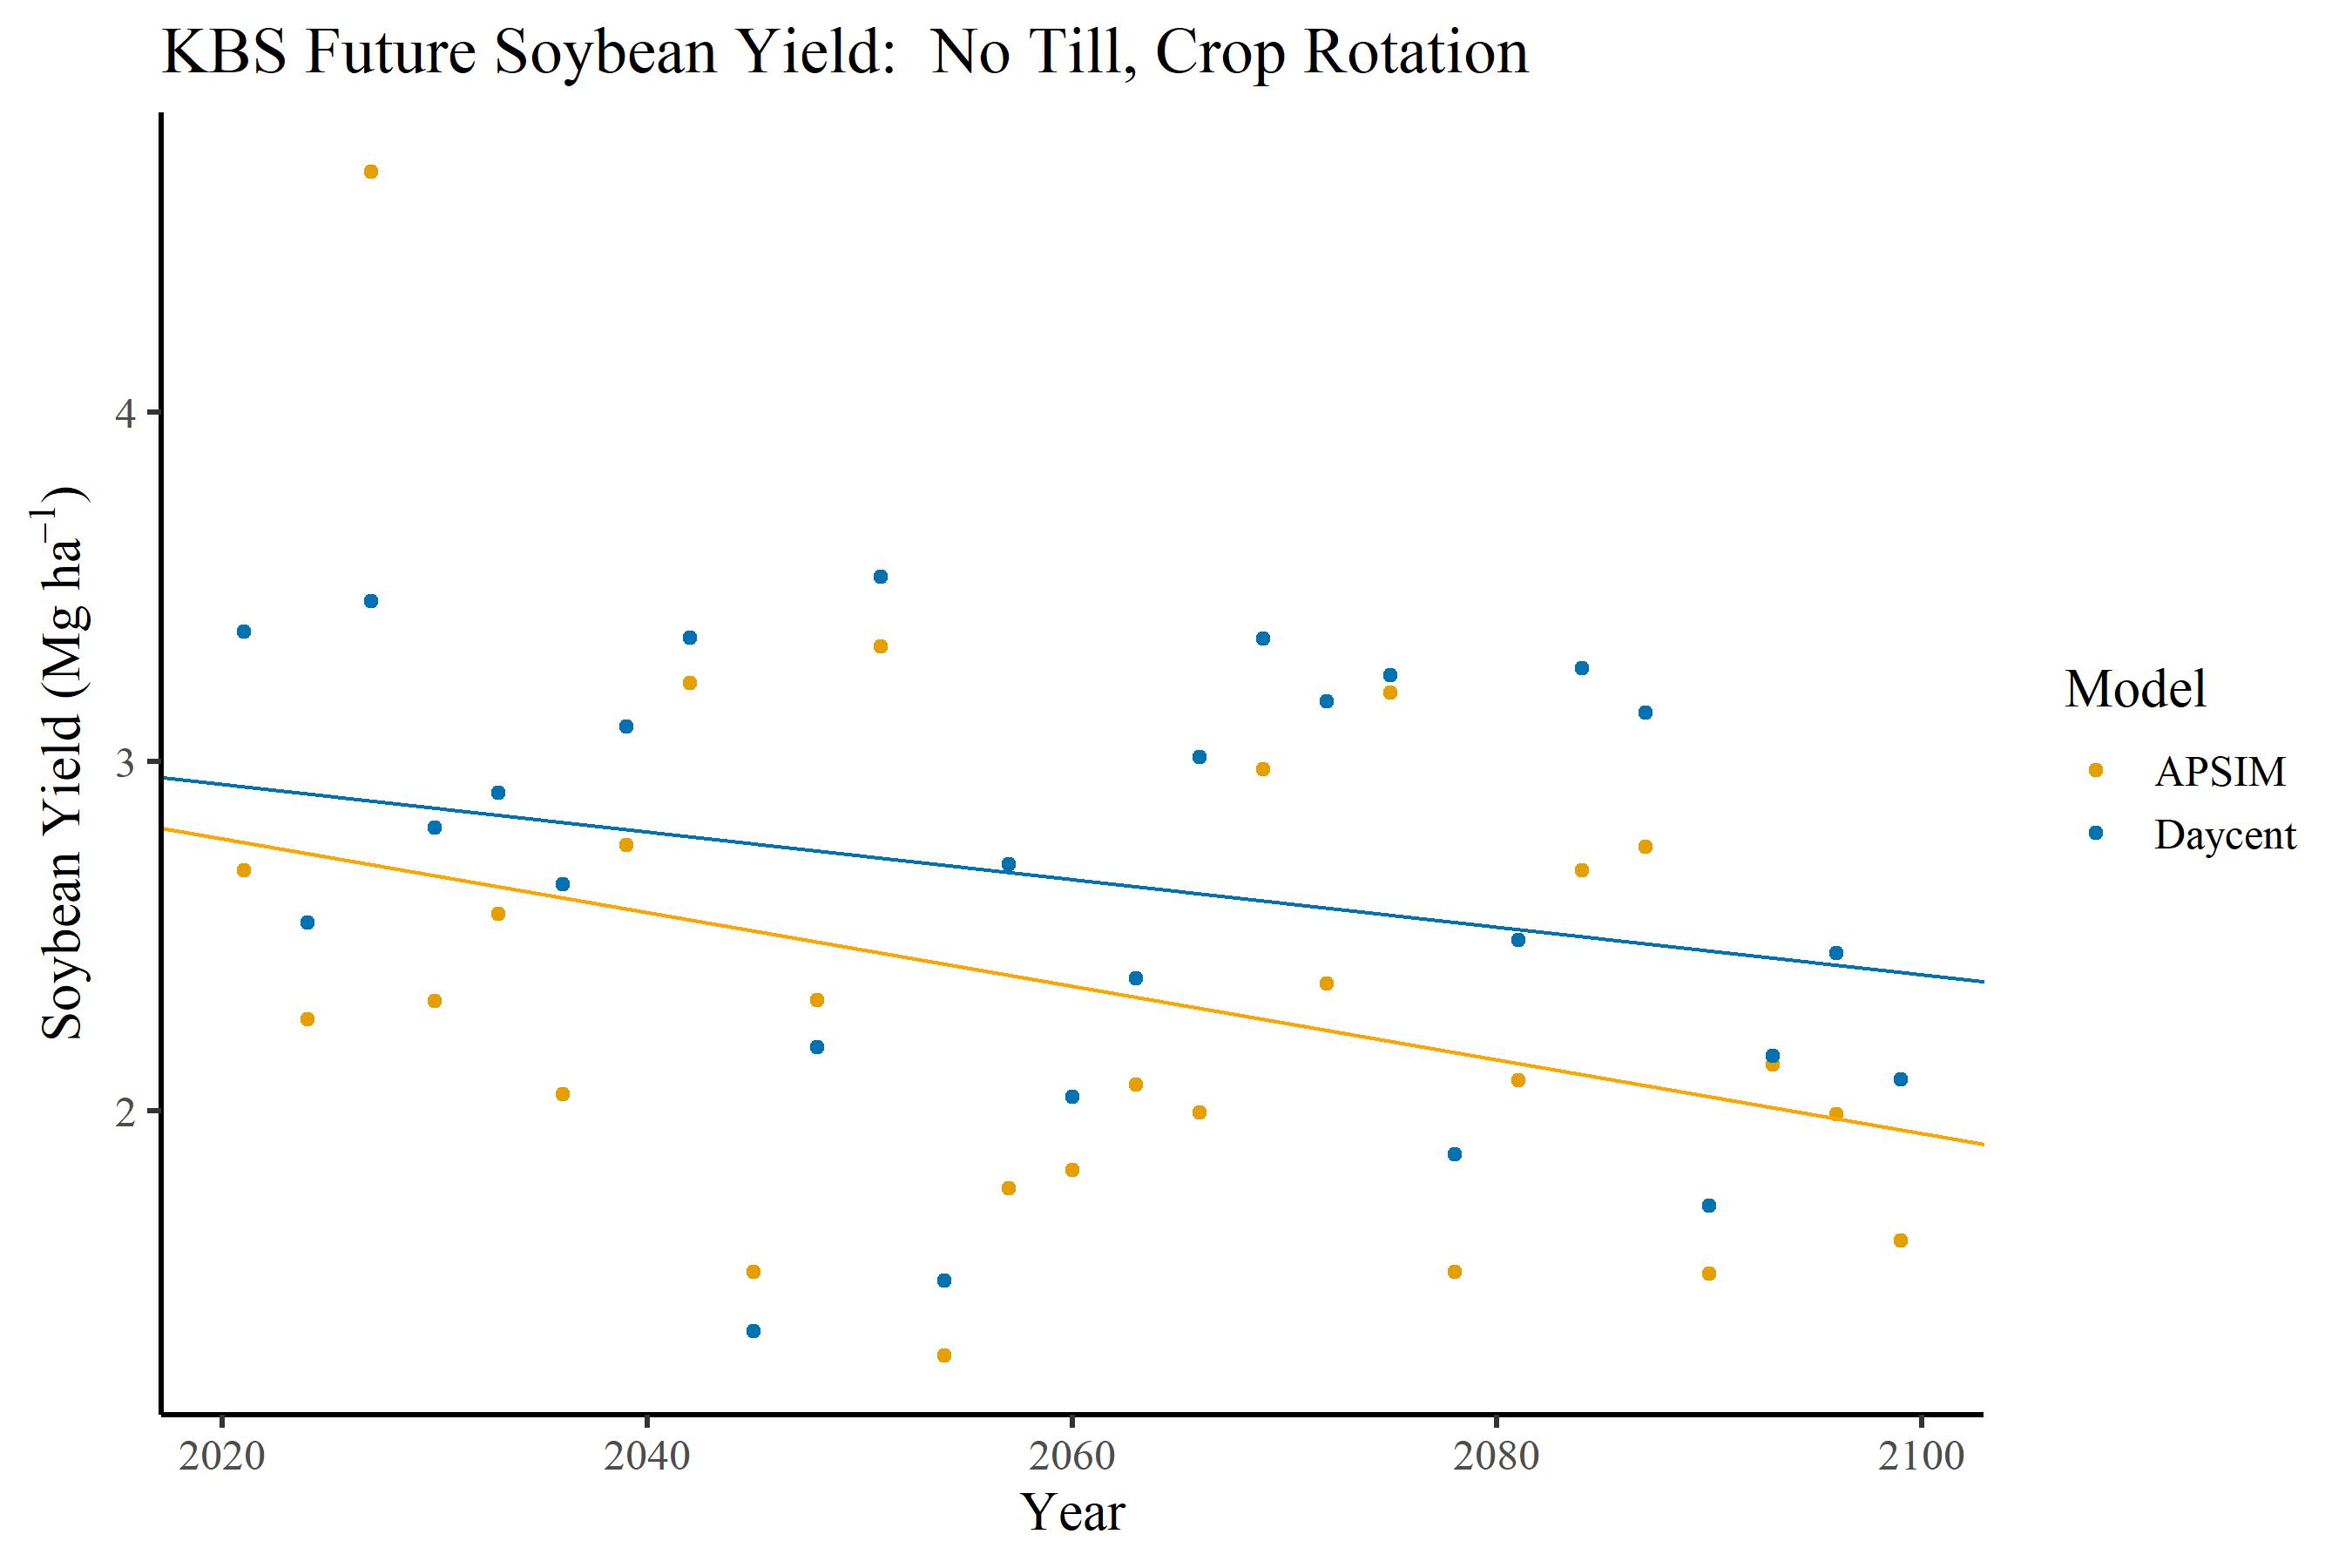 KBS Future Soybean Yield:  No Till, Crop Rotation
Soybean Yield (Mg ha⁻¹)
4
3
2
2020 2040 2060 2080 2100
Year
Model
APSIM
Daycent